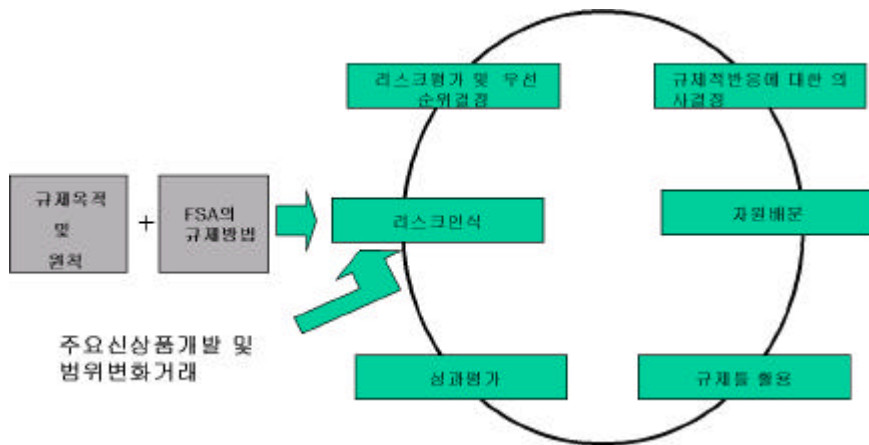 리스크평가 및 우선
순위결정
규제적반응에 대한 의
사결정
규제목적
및
원칙
+
FSA의
규제방법
리스크인식
자원배분
주요신상품개발 및
범위변화거래
성과평가
규제틀 활용